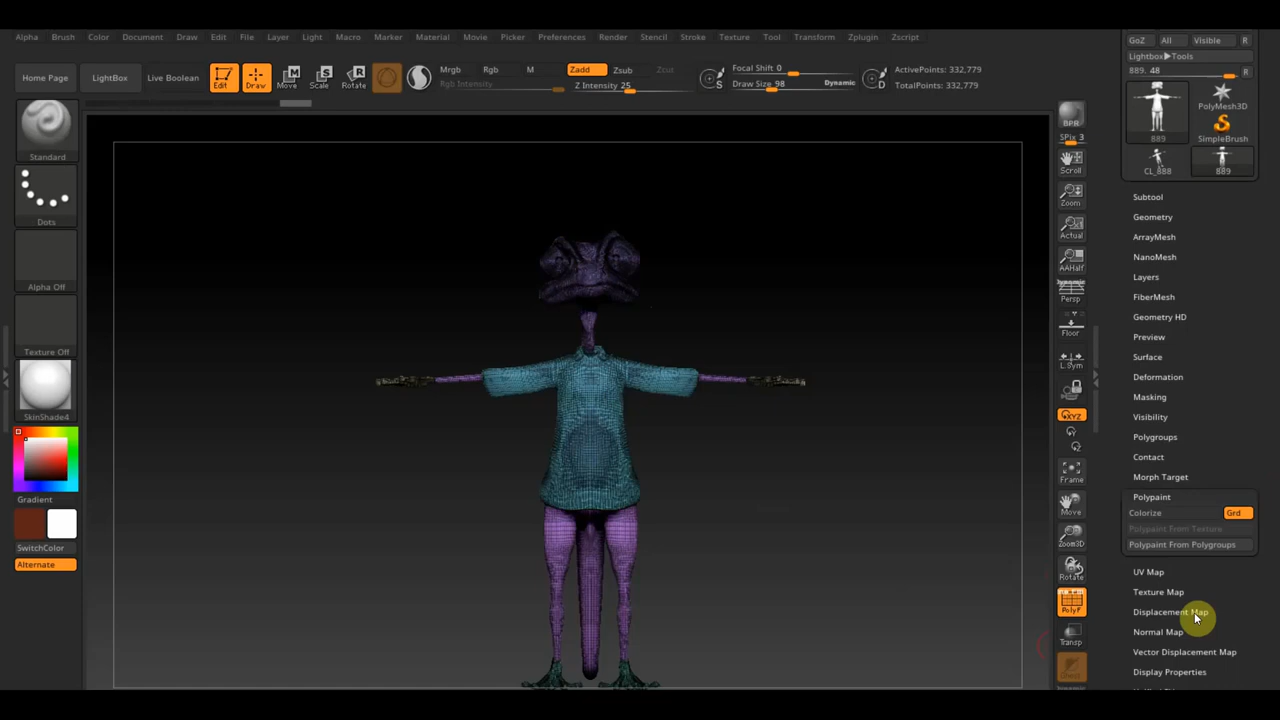 Alpha Brush Color Document Draw Edit File Layer Light Macro Marker Material Movie Picker Preferences Render Stencil Stroke Texture Tool Transform Zplugin Zscript
Home Page
LightBox
Live Boolean
Edit
Draw
Move
Scale
Rotate
Mrgb Rgb M
Rgb Intensity
Zadd Zsub Zcut
Z Intensity 25
S
Focal Shift 0
Draw Size 98 Dynamic
D
ActivePoints: 332,779
TotalPoints: 332,779
Standard
Dots
Alpha Off
Texture Off
SkinShade4
Gradient
SwitchColor
Alternate
BPR
SPix 3
Scroll
Zoom
Actual
AAHalf
Dynamic
Persp
Floor
L.Sym
XYZ
Frame
Move
Zoom3D
Rotate
PolyF
Transp
Dynamic
GoZ All Visible R
Lightbox▶Tools
889. 48 R
889
PolyMesh3D
SimpleBrush
CL_888
889
Subtool
Geometry
ArrayMesh
NanoMesh
Layers
FiberMesh
Geometry HD
Preview
Surface
Deformation
Masking
Visibility
Polygroups
Contact
Morph Target
Polypaint
Colorize Grd
Polypaint From Texture
Polypaint From Polygroups
UV Map
Texture Map
Displacement Map
Normal Map
Vector Displacement Map
Display Properties